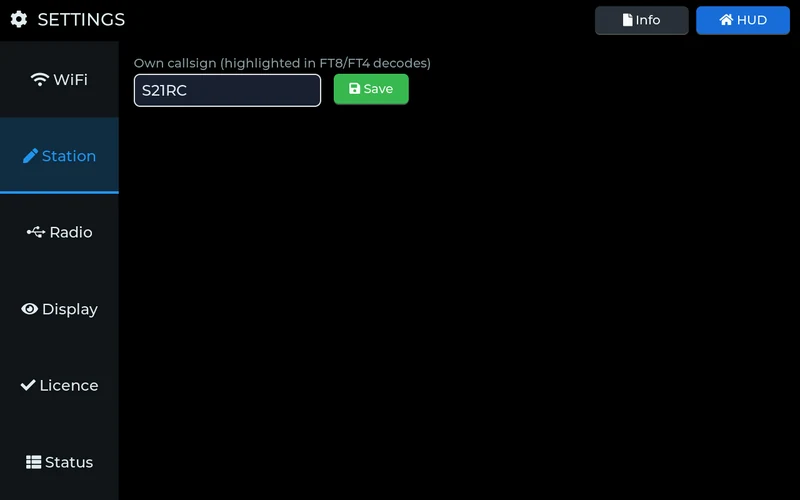 SETTINGS
Info
HUD
WiFi
Station
Radio
Display
Licence
Status
Own callsign (highlighted in FT8/FT4 decodes)
S21RC
Save